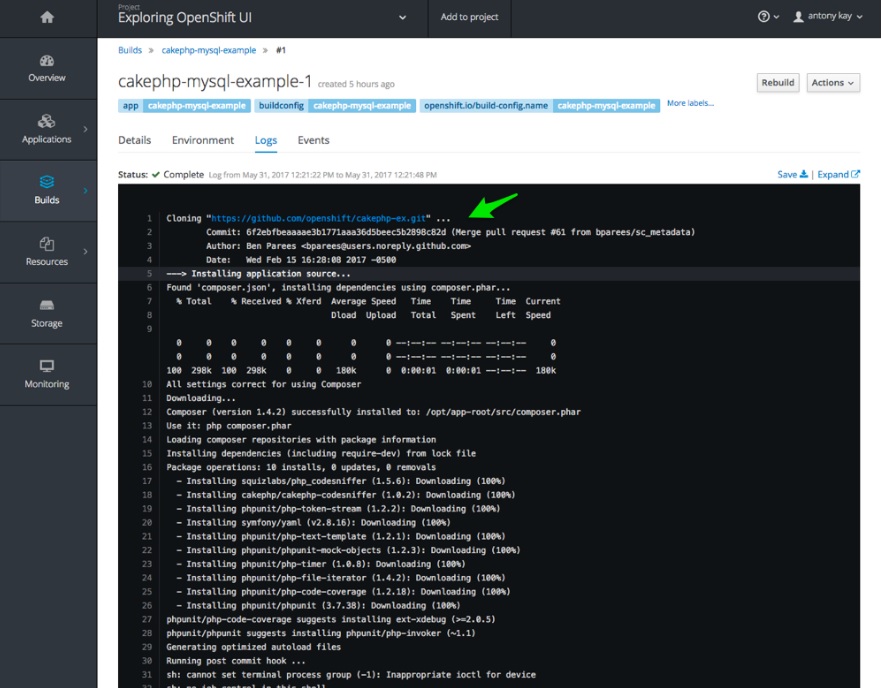 Project
Exploring OpenShift UI
Add to project
antony kay
Overview
Applications
Builds
Resources
Storage
Monitoring
Builds » cakephp-mysql-example » #1
cakephp-mysql-example-1 created 5 hours ago
Rebuild
Actions
app cakephp-mysql-example buildconfig cakephp-mysql-example openshift.io/build-config.name cakephp-mysql-example More labels...
Details Environment Logs Events
Status: ✔ Complete Log from May 31, 2017 12:21:22 PM to May 31, 2017 12:21:48 PM
Save | Expand
1 Cloning "https://github.com/openshift/cakephp-ex.git" ...
2 Commit: 6f2ebfbeaaaae3b1771aaa36d5beec5b2898c82d (Merge pull request #61 from bparees/sc_metadata)
3 Author: Ben Parees <bparees@users.noreply.github.com>
4 Date: Wed Feb 15 16:28:08 2017 -0500
5 ---> Installing application source...
6 Found 'composer.json', installing dependencies using composer.phar...
7 % Total % Received % Xferd Average Speed Time Time Time Current
8 Dload Upload Total Spent Left Speed
9
0 0 0 0 0 0 0 0 --:--:-- --:--:-- --:--:-- 0
0 0 0 0 0 0 0 0 --:--:-- --:--:-- --:--:-- 0
100 298k 100 298k 0 0 180k 0 0:00:01 0:00:01 --:--:-- 180k
10 All settings correct for using Composer
11 Downloading...
12 Composer (version 1.4.2) successfully installed to: /opt/app-root/src/composer.phar
13 Use it: php composer.phar
14 Loading composer repositories with package information
15 Installing dependencies (including require-dev) from lock file
16 Package operations: 10 installs, 0 updates, 0 removals
17 - Installing squizlabs/php_codesniffer (1.5.6): Downloading (100%)
18 - Installing cakephp/cakephp-codesniffer (1.0.2): Downloading (100%)
19 - Installing phpunit/php-token-stream (1.2.2): Downloading (100%)
20 - Installing symfony/yaml (v2.8.16): Downloading (100%)
21 - Installing phpunit/php-text-template (1.2.1): Downloading (100%)
22 - Installing phpunit/phpunit-mock-objects (1.2.3): Downloading (100%)
23 - Installing phpunit/php-timer (1.0.8): Downloading (100%)
24 - Installing phpunit/php-file-iterator (1.4.2): Downloading (100%)
25 - Installing phpunit/php-code-coverage (1.2.18): Downloading (100%)
26 - Installing phpunit/phpunit (3.7.38): Downloading (100%)
27 phpunit/php-code-coverage suggests installing ext-xdebug (>=2.0.5)
28 phpunit/phpunit suggests installing phpunit/php-invoker (~1.1)
29 Generating optimized autoload files
30 Running post commit hook ...
31 sh: cannot set terminal process group (-1): Inappropriate ioctl for device
32 sh: no job control in this shell